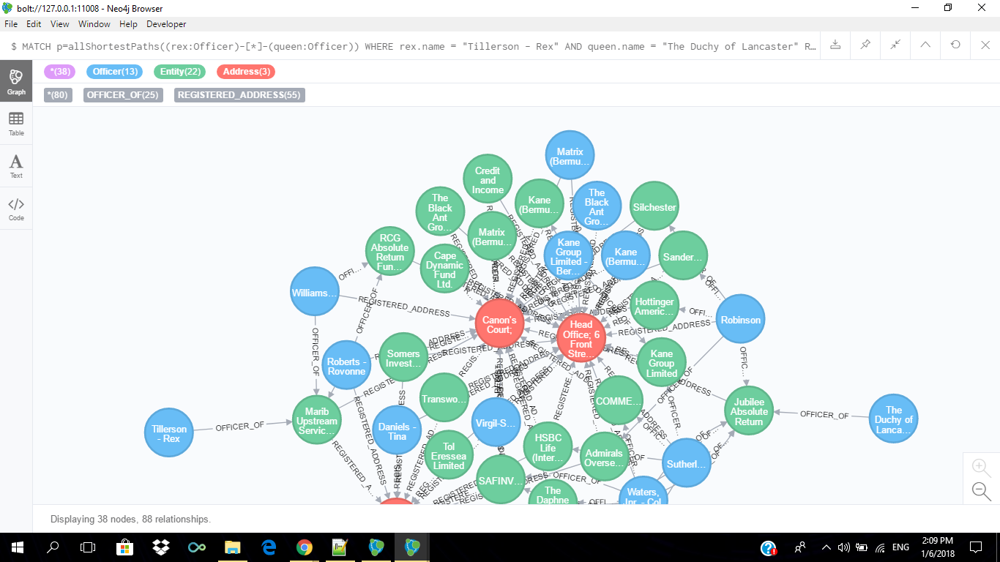 bolt://127.0.0.1:11008 - Neo4j Browser
File Edit View Window Help Developer
$ MATCH p=allShortestPaths((rex:Officer)-[*]-(queen:Officer)) WHERE rex.name = "Tillerson - Rex" AND queen.name = "The Duchy of Lancaster" R…
*(38) Officer(13) Entity(22) Address(3)
*(80) OFFICER_OF(25) REGISTERED_ADDRESS(55)
Graph
Table
Text
Code
Matrix
(Bermu…
Credit
and
Income
The
Black
Ant
Gro…
Kane
(Bermu…
The
Black
Ant
Gro…
Silchester
Matrix
(Bermu…
RCG
Absolute
Return
Fun…
Cape
Dynamic
Fund
Ltd.
Kane
Group
Limited -
Ber…
Kane
(Bermu…
Sander…
Williams…
OFFI…
REGISTERED_ADDRESS
OFFICER_OF
OFFICER_OF
Canon's
Court;
Head
Office; 6
Front
Stre…
Hottinger
Americ…
OFFI…
Robinson
REGISTERED_ADDRESS
OFFIC…
Roberts -
Rovonne
Somers
Invest…
Kane
Group
Limited
Transwo…
COMME…
Tillerson
- Rex
OFFICER_OF
Marib
Upstream
Servic…
REGISTERED_A…
REGISTERED_ADDRESS
Daniels -
Tina
Virgil-S…
Jubilee
Absolute
Return
OFFICER_OF
The
Duchy of
Lanca…
Tol
Eressea
Limited
HSBC
Life
(Inter…
Admirals
Overse…
Sutherl…
SAFINV…
OFFICER_OF
The
Daphne
OFFI…
Waters,
Jnr. - Col
Displaying 38 nodes, 88 relationships.
ENG
2:09 PM
1/6/2018